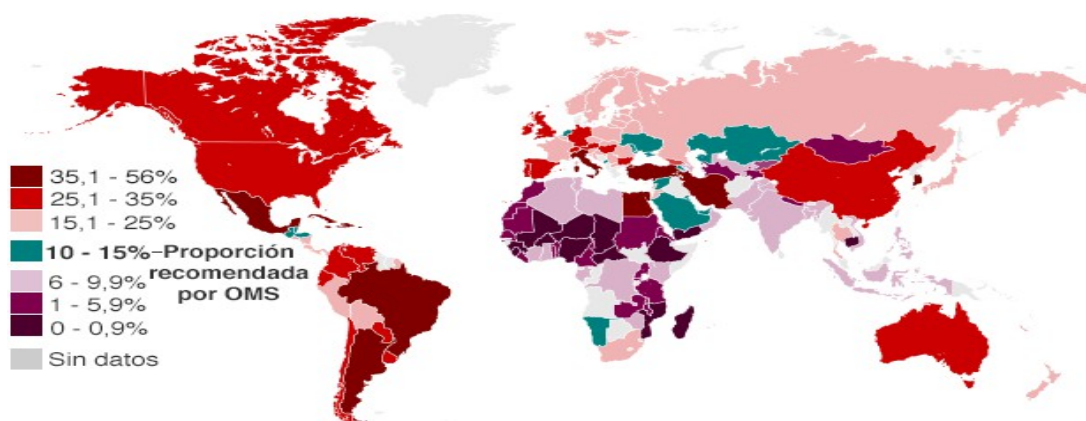 35,1 - 56%
25,1 - 35%
15,1 - 25%
10 - 15%-Proporción
recomendada
por OMS
6 - 9,9%
1 - 5,9%
0 - 0,9%
Sin datos